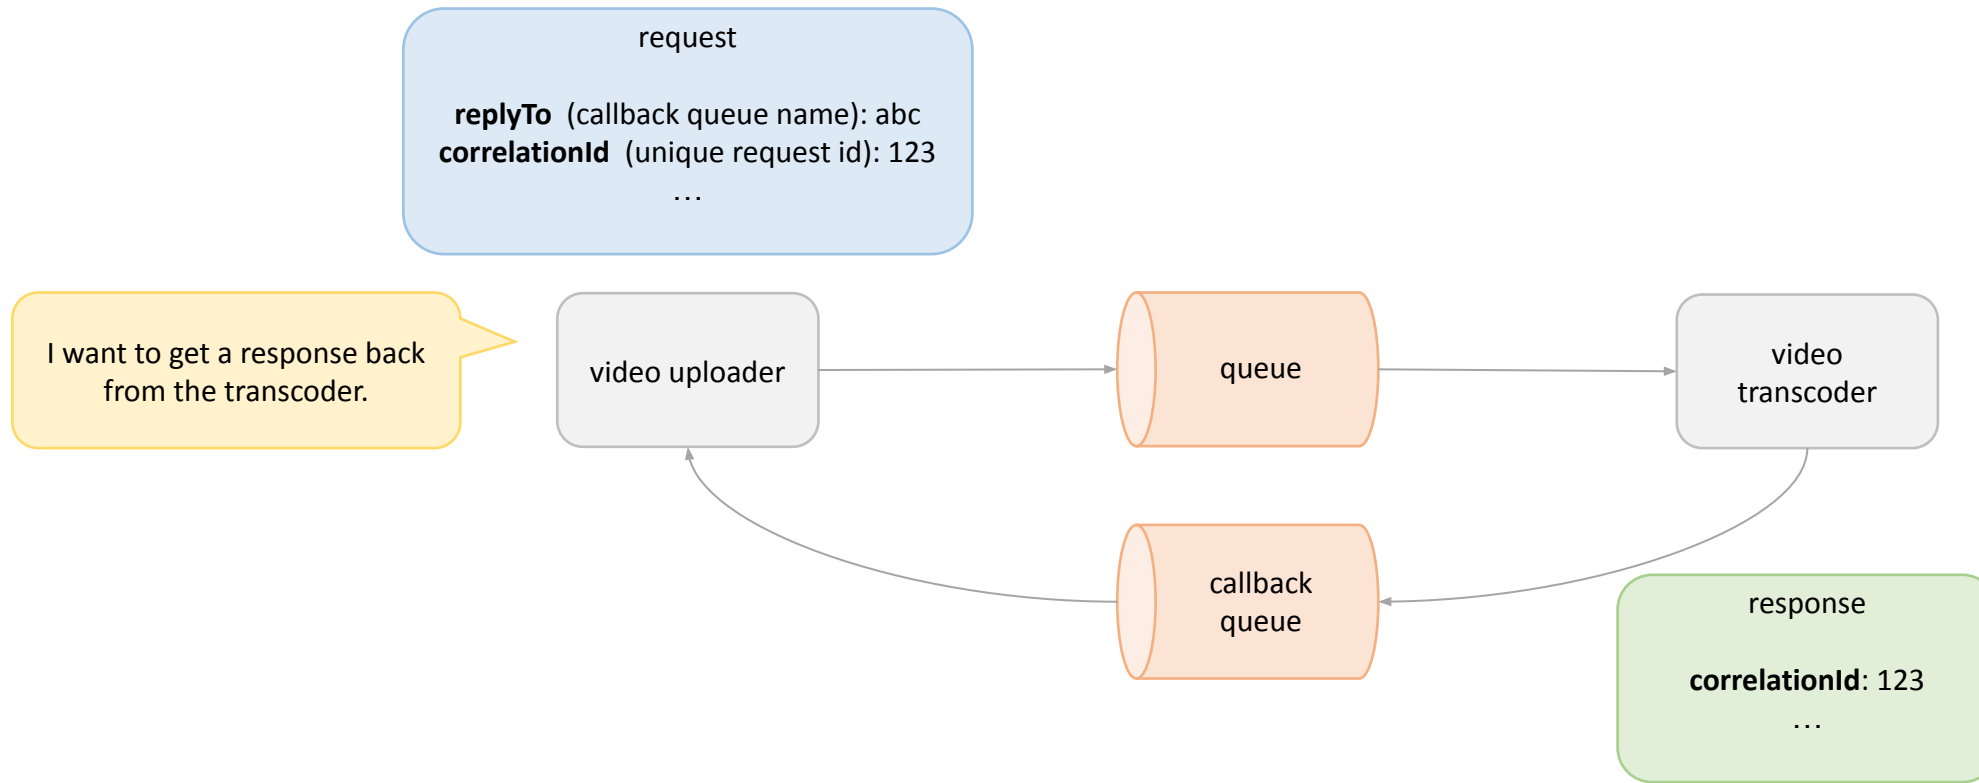 request
replyTo (callback queue name): abc
correlationId (unique request id): 123
...
I want to get a response back
from the transcoder.
video uploader
queue
video
transcoder
callback
queue
response
correlationId: 123
...